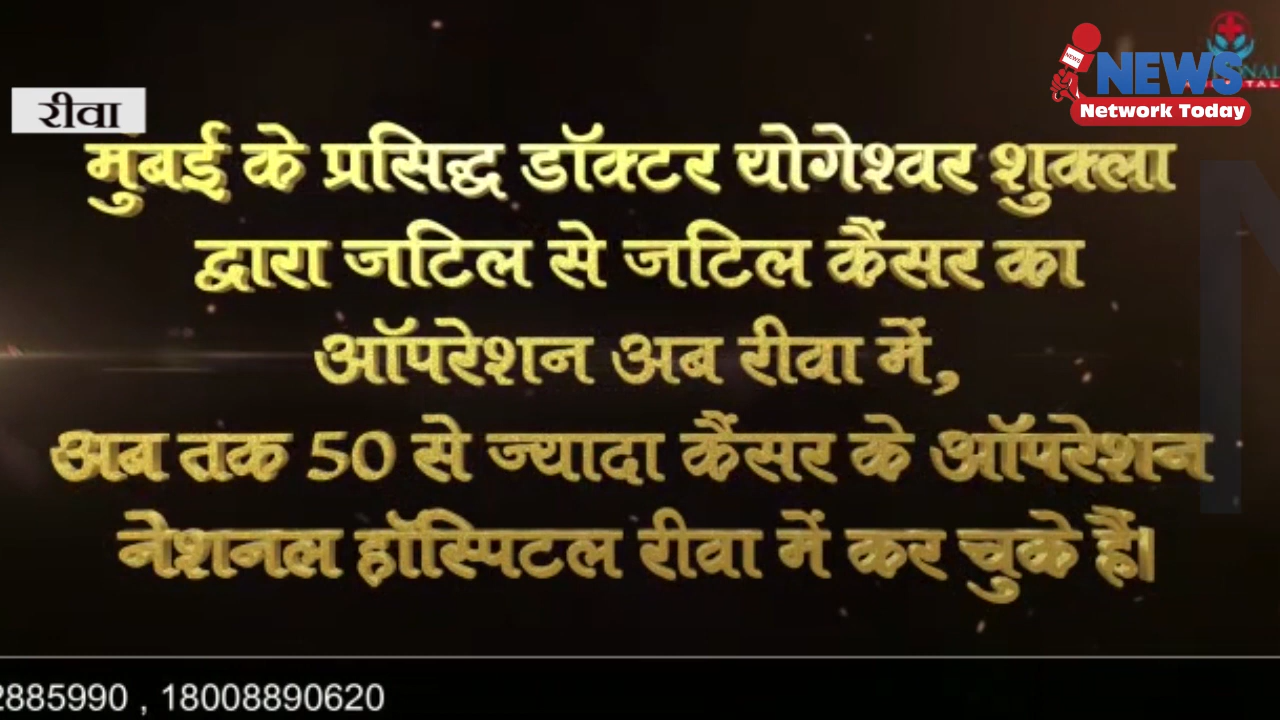 NEWS
Network Today
रीवा
मुंबई के प्रसिद्ध डॉक्टर योगेश्वर शुक्ला
द्वारा जटिल से जटिल कैंसर का
ऑपरेशन अब रीवा में,
अब तक 50 से ज्यादा कैंसर के ऑपरेशन
नेशनल हॉस्पिटल रीवा में कर चुके हैं।
2885990 , 18008890620